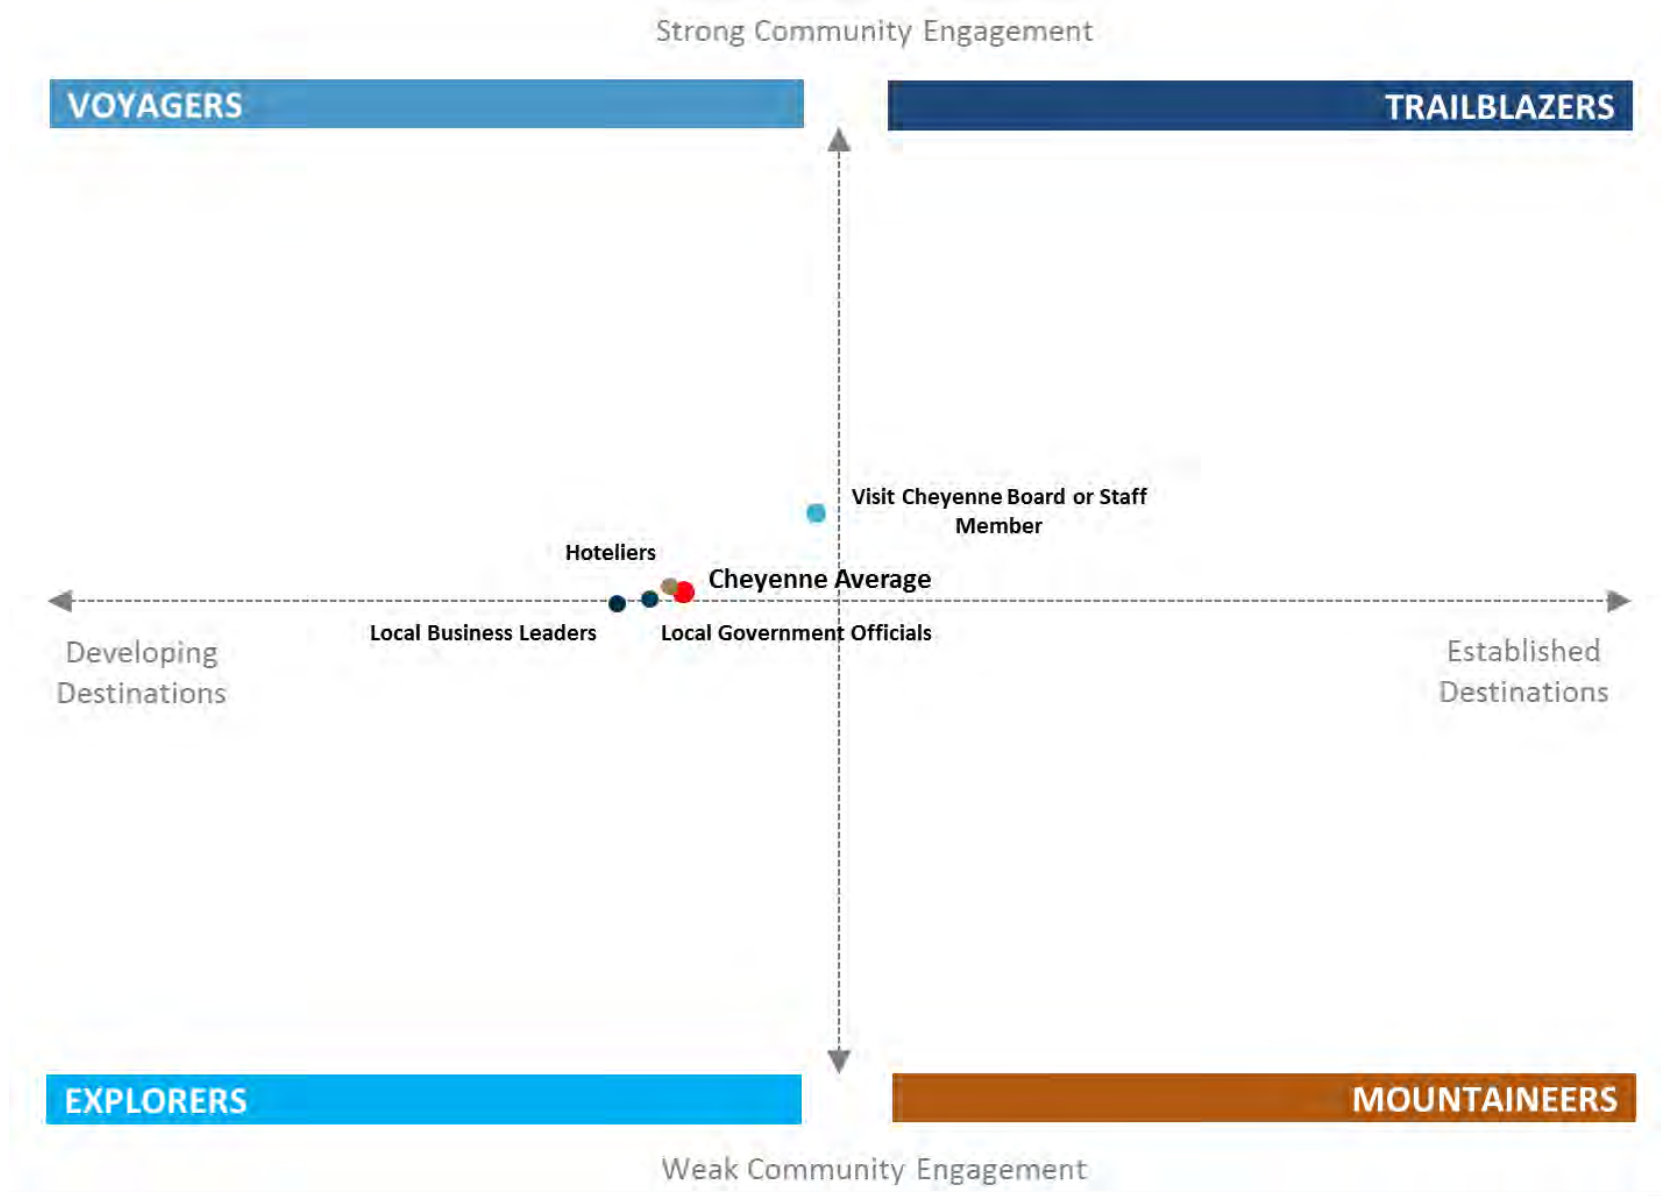 Strong Community Engagement
VOYAGERS
TRAILBLAZERS
Visit Cheyenne Board or Staff
Member
Hoteliers
Cheyenne Average
Local Business Leaders
Local Government Officials
Developing
Destinations
Established
Destinations
EXPLORERS
MOUNTAINEERS
Weak Community Engagement